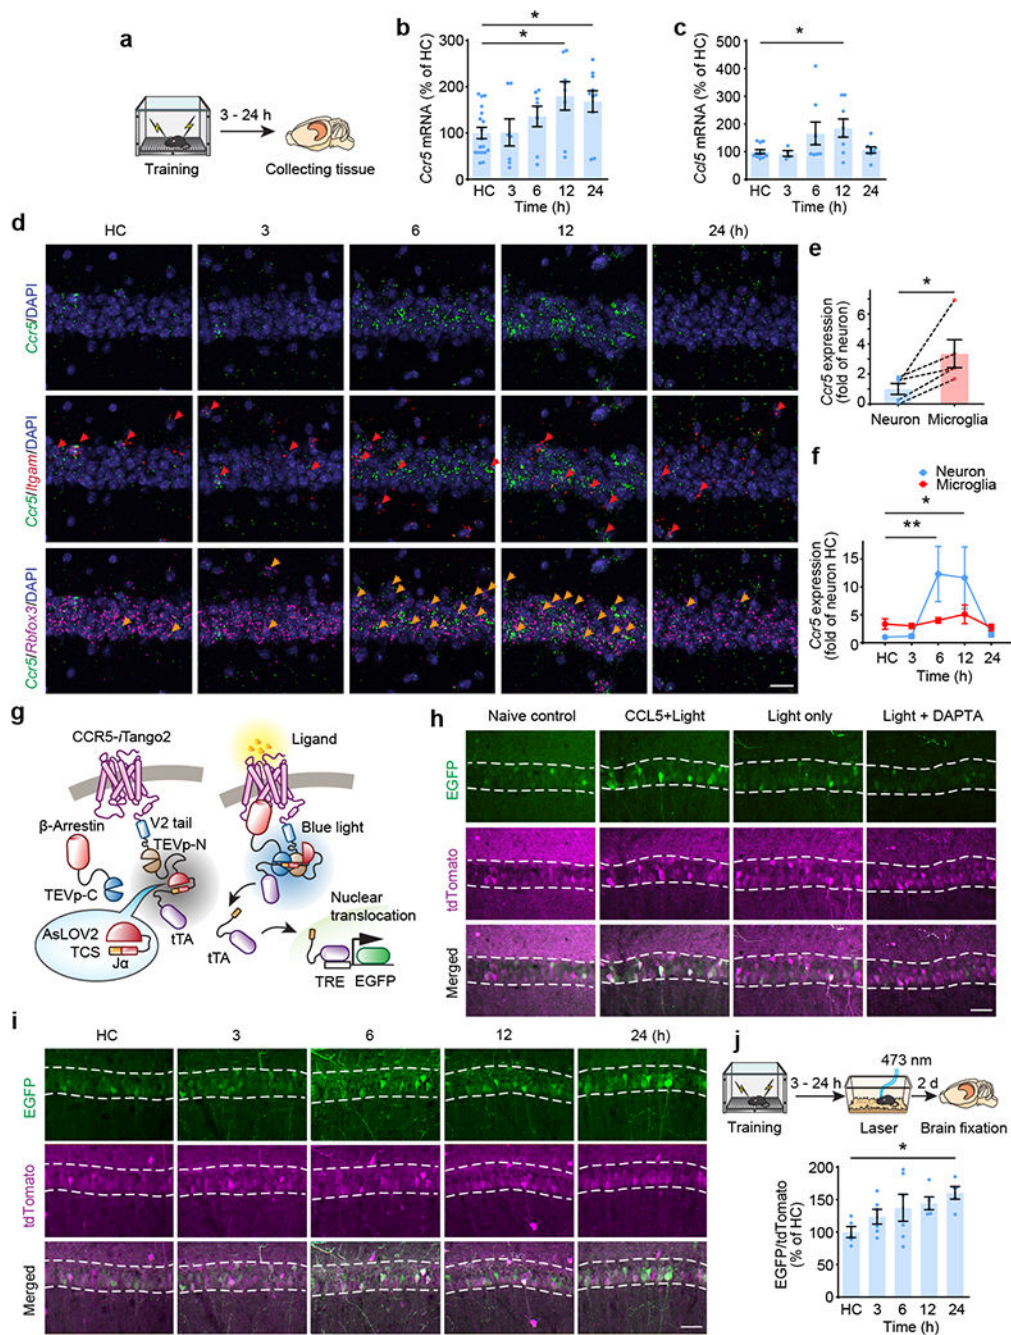 a
3 - 24 h
Training
Collecting tissue
b
Ccr5 mRNA (% of HC)
300
200
100
0
*
*
HC 3 6 12 24
Time (h)
c
Ccl5 mRNA (% of HC)
500
400
300
200
100
0
*
HC 3 6 12 24
Time (h)
d
HC 3 6 12 24 (h)
Ccr5/DAPI
Ccr5/Itgam/DAPI
Ccr5/Rbfox3/DAPI
e
*
Ccr5 expression
(fold of neuron)
6
4
2
0
Neuron Microglia
f
Neuron
Microglia
*
**
Ccr5 expression
(fold of neuron HC)
15
10
5
0
HC 3 6 12 24
Time (h)
g
CCR5-iTango2
Ligand
β-Arrestin
V2 tail
TEVp-N
Blue light
TEVp-C
AsLOV2
TCS
Jα
tTA
tTA
Nuclear
translocation
TRE
EGFP
h
Naive control CCL5+Light Light only Light + DAPTA
EGFP
tdTomato
Merged
i
HC 3 6 12 24 (h)
EGFP
tdTomato
Merged
j
473 nm
3 - 24 h
2 d
Training
Laser
Brain fixation
*
EGFP/tdTomato
(% of HC)
200
150
100
50
0
HC 3 6 12 24
Time (h)